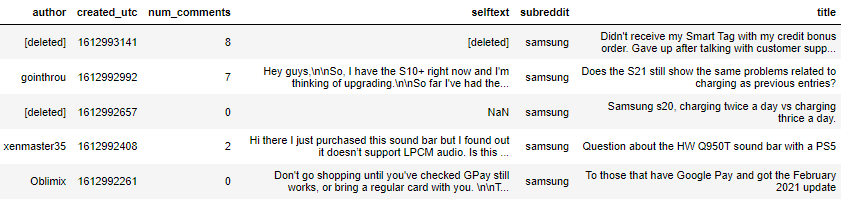 author created_utc num_comments selftext subreddit title
[deleted] 1612993141 8 [deleted] samsung Didn't receive my Smart Tag with my credit bonus
order. Gave up after talking with customer supp...
gointhrou 1612992992 7 Hey guys,\n\nSo, I have the S10+ right now and I'm
thinking of upgrading.\n\nSo far I've had the... samsung Does the S21 still show the same problems related to
charging as previous entries?
[deleted] 1612992657 0 NaN samsung Samsung s20, charging twice a day vs charging
thrice a day.
xenmaster35 1612992408 2 Hi there I just purchased this sound bar but I found out
it doesn't support LPCM audio. Is this ... samsung Question about the HW Q950T sound bar with a PS5
Oblimix 1612992261 0 Don't go shopping until you've checked GPay still
works, or bring a regular card with you. \n\nT... samsung To those that have Google Pay and got the February
2021 update